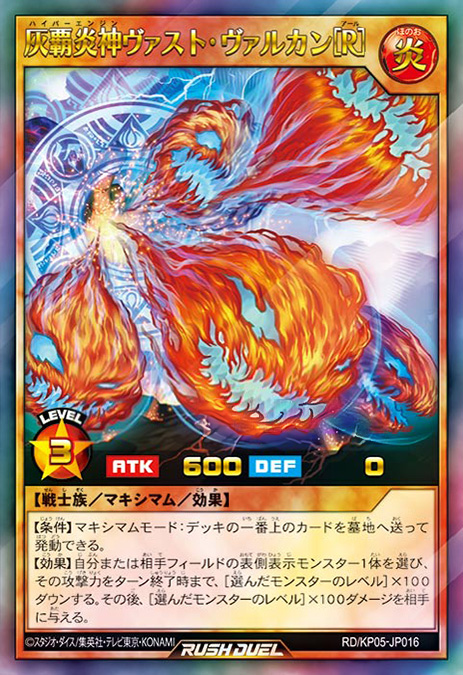 ハイパーエンジン
灰覇炎神ヴァスト・ヴァルカン[R]
アール
ほのお
炎
LEVEL
3
ATK 600 DEF 0
【戦士族／マキシマム／効果】
【条件】マキシマムモード：デッキの一番上のカードを墓地へ送って
発動できる。
【効果】自分または相手フィールドの表側表示モンスター1体を選び、
その攻撃力をターン終了時まで、[選んだモンスターのレベル]×100
ダウンする。その後、[選んだモンスターのレベル]×100ダメージを相手
に与える。
©スタジオ・ダイス/集英社・テレビ東京・KONAMI
RUSH DUEL
RD/KP05-JP016